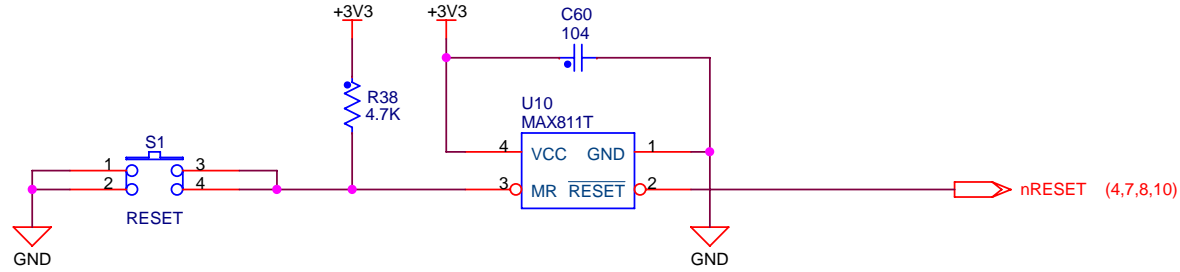 +3V3
+3V3
C60
104
R38
4.7K
U10
MAX811T
S1
1
3
2
4
RESET
4
VCC
GND
1
3
MR
RESET
2
nRESET (4,7,8,10)
GND
GND